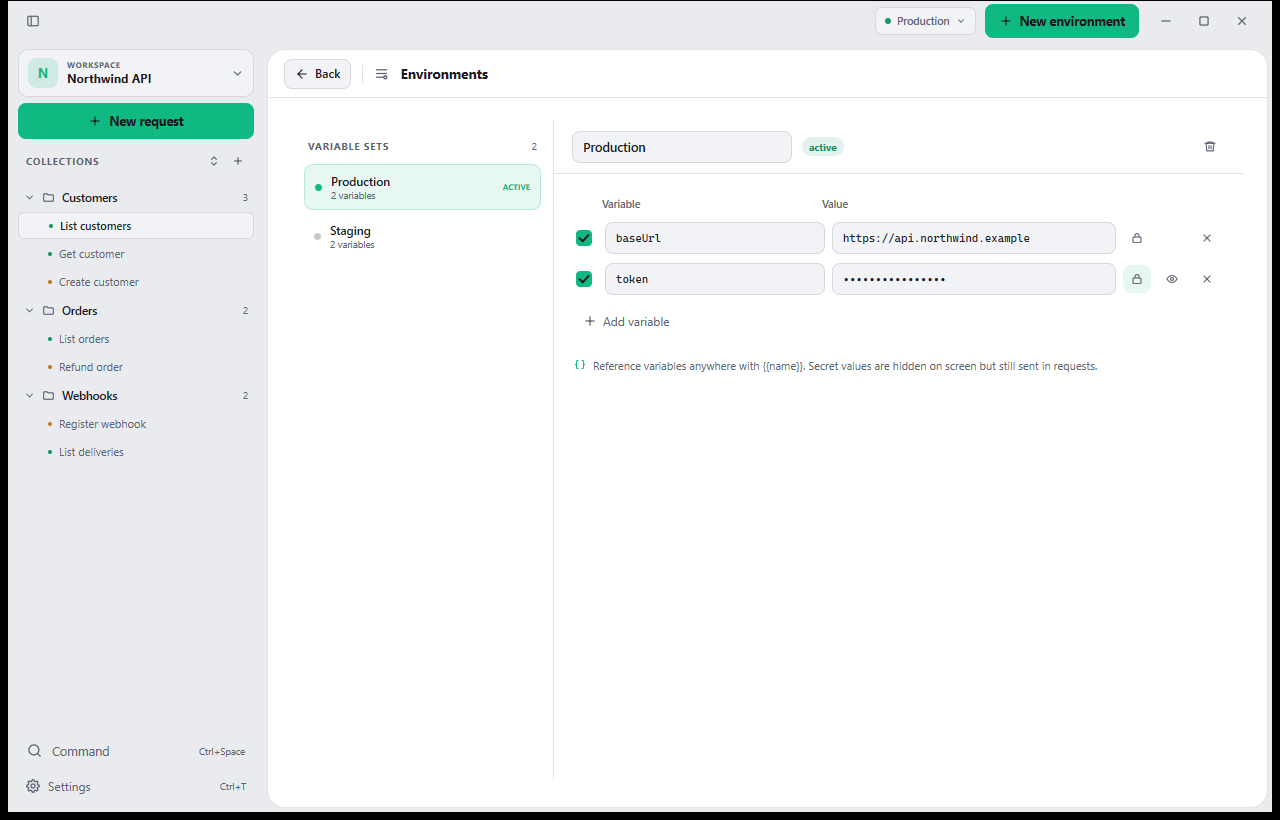 Production
+ New environment
WORKSPACE
N
Northwind API
Back
Environments
+ New request
COLLECTIONS
Customers 3
List customers
Get customer
Create customer
Orders 2
List orders
Refund order
Webhooks 2
Register webhook
List deliveries
Command Ctrl+Space
Settings Ctrl+T
VARIABLE SETS 2
Production
2 variables
ACTIVE
Staging
2 variables
Production active
Variable Value
baseUrl https://api.northwind.example
token ••••••••••••••••
+ Add variable
{} Reference variables anywhere with {{name}}. Secret values are hidden on screen but still sent in requests.